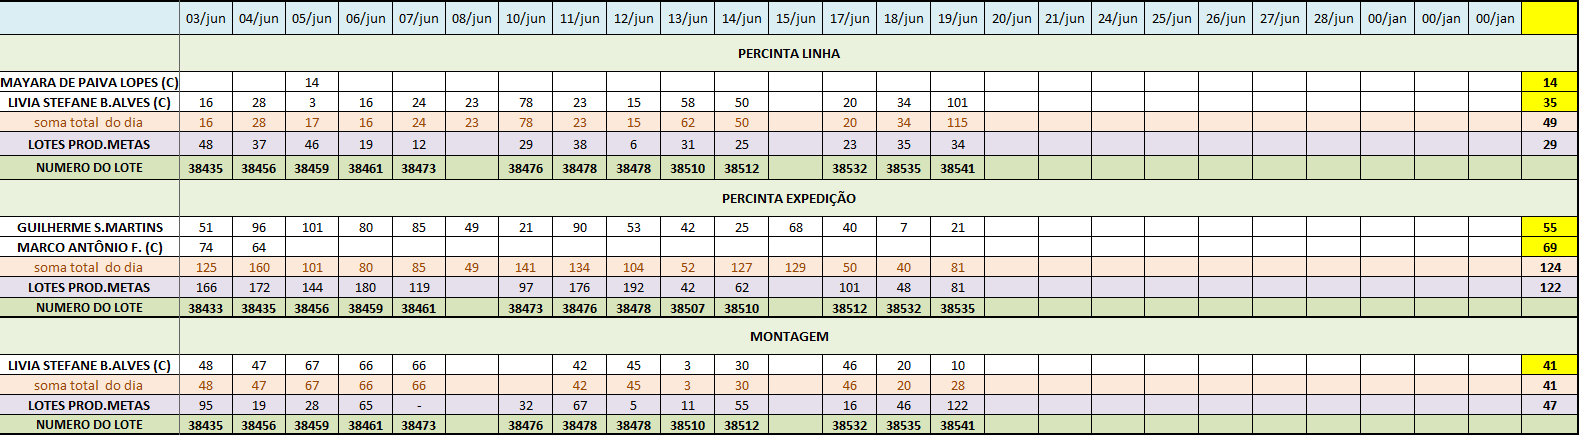 03/jun 04/jun 05/jun 06/jun 07/jun 08/jun 10/jun 11/jun 12/jun 13/jun 14/jun 15/jun 17/jun 18/jun 19/jun 20/jun 21/jun 24/jun 25/jun 26/jun 27/jun 28/jun 00/jan 00/jan 00/jan
PERCINTA LINHA
MAYARA DE PAIVA LOPES (C) 14 14
LIVIA STEFANE B.ALVES (C) 16 28 3 16 24 23 78 23 15 58 50 20 34 101 35
soma total do dia 16 28 17 16 24 23 78 23 15 62 50 20 34 115 49
LOTES PROD.METAS 48 37 46 19 12 29 38 6 31 25 23 35 34 29
NUMERO DO LOTE 38435 38456 38459 38461 38473 38476 38478 38478 38510 38512 38532 38535 38541
PERCINTA EXPEDIÇÃO
GUILHERME S.MARTINS 51 96 101 80 85 49 21 90 53 42 25 68 40 7 21 55
MARCO ANTÔNIO F. (C) 74 64 69
soma total do dia 125 160 101 80 85 49 141 134 104 52 127 129 50 40 81 124
LOTES PROD.METAS 166 172 144 180 119 97 176 192 42 62 101 48 81 122
NUMERO DO LOTE 38433 38435 38456 38459 38461 38473 38476 38478 38507 38510 38512 38532 38535
MONTAGEM
LIVIA STEFANE B.ALVES (C) 48 47 67 66 66 42 45 3 30 46 20 10 41
soma total do dia 48 47 67 66 66 42 45 3 30 46 20 28 41
LOTES PROD.METAS 95 19 28 65 - 32 67 5 11 55 16 46 122 47
NUMERO DO LOTE 38435 38456 38459 38461 38473 38476 38478 38478 38510 38512 38532 38535 38541